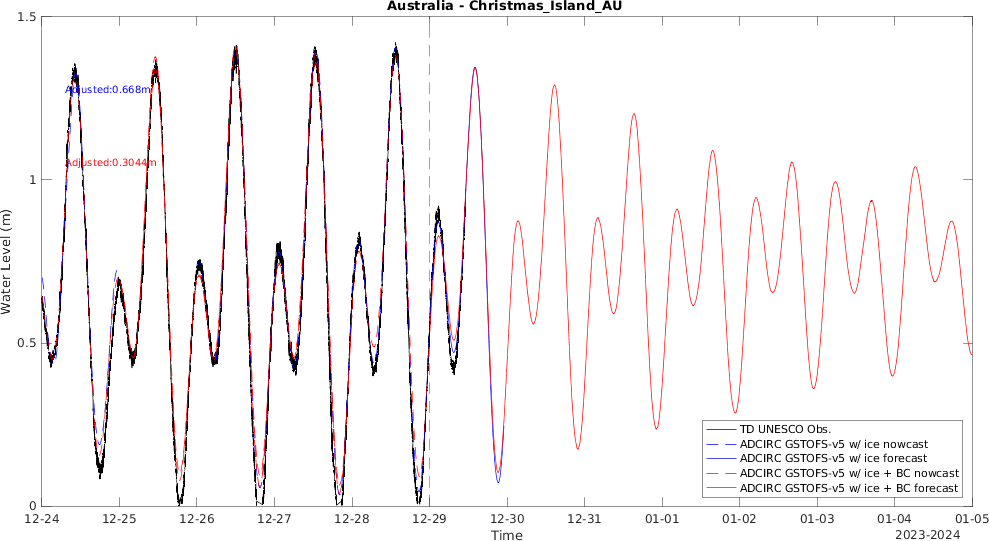 Australia - Christmas_Island_AU
1.5
1
0.5
0
Water Level (m)
Adjusted:0.668m
Adjusted:0.3044m
TD UNESCO Obs.
ADCIRC GSTOFS-v5 w/ ice nowcast
ADCIRC GSTOFS-v5 w/ ice forecast
ADCIRC GSTOFS-v5 w/ ice + BC nowcast
ADCIRC GSTOFS-v5 w/ ice + BC forecast
12-24 12-25 12-26 12-27 12-28 12-29 12-30 12-31 01-01 01-02 01-03 01-04 01-05
Time
2023-2024